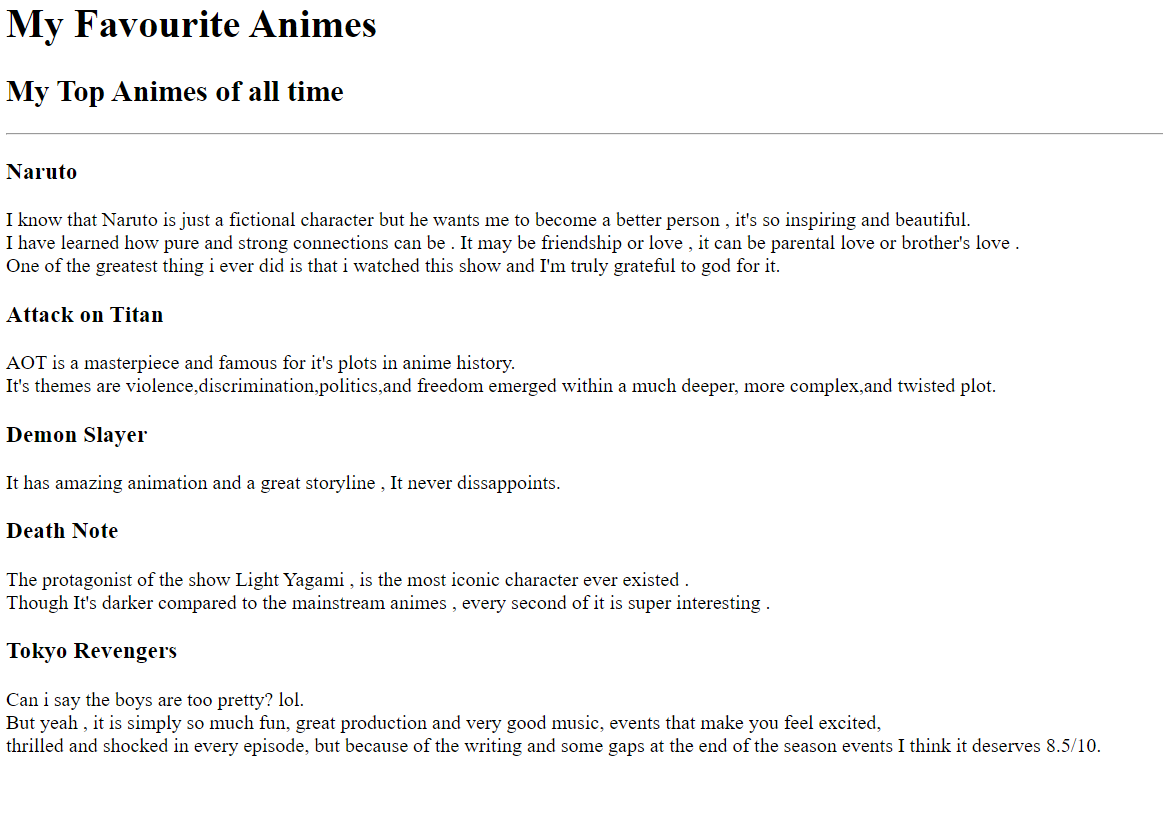 My Favourite Animes
My Top Animes of all time
Naruto
I know that Naruto is just a fictional character but he wants me to become a better person , it's so inspiring and beautiful.
I have learned how pure and strong connections can be . It may be friendship or love , it can be parental love or brother's love .
One of the greatest thing i ever did is that i watched this show and I'm truly grateful to god for it.
Attack on Titan
AOT is a masterpiece and famous for it's plots in anime history.
It's themes are violence,discrimination,politics,and freedom emerged within a much deeper, more complex,and twisted plot.
Demon Slayer
It has amazing animation and a great storyline , It never dissappoints.
Death Note
The protagonist of the show Light Yagami , is the most iconic character ever existed .
Though It's darker compared to the mainstream animes , every second of it is super interesting .
Tokyo Revengers
Can i say the boys are too pretty? lol.
But yeah , it is simply so much fun, great production and very good music, events that make you feel excited,
thrilled and shocked in every episode, but because of the writing and some gaps at the end of the season events I think it deserves 8.5/10.